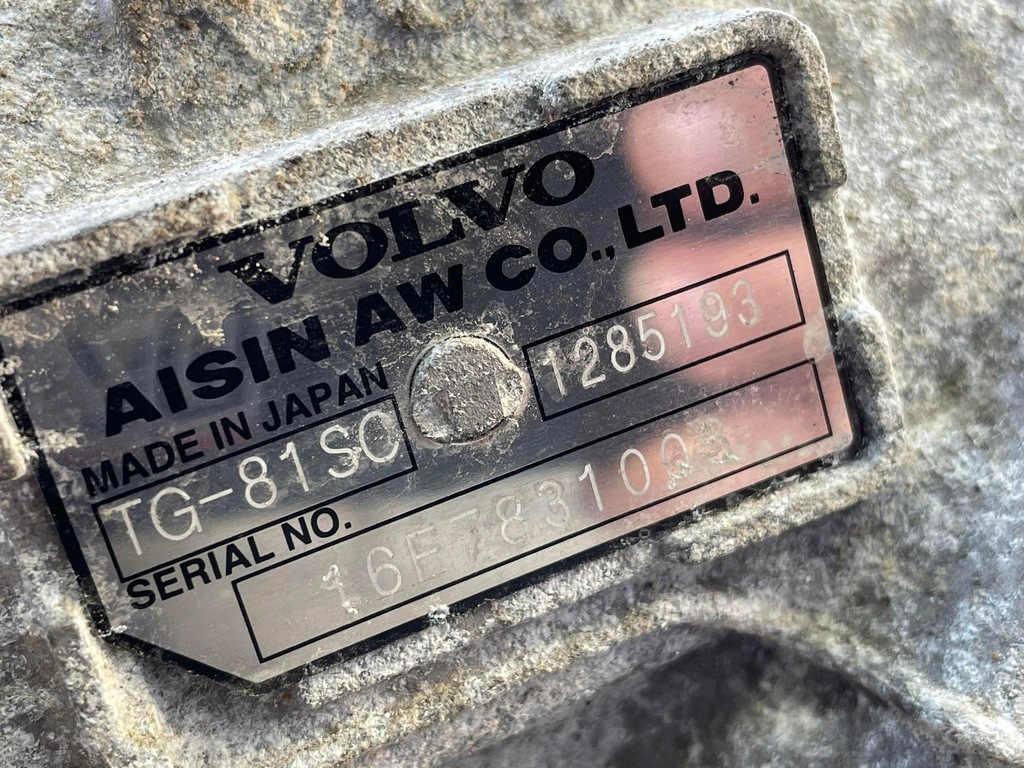 VOLVO
AISIN AW CO., LTD.
MADE IN JAPAN
TG-81SC 1285193
SERIAL NO.